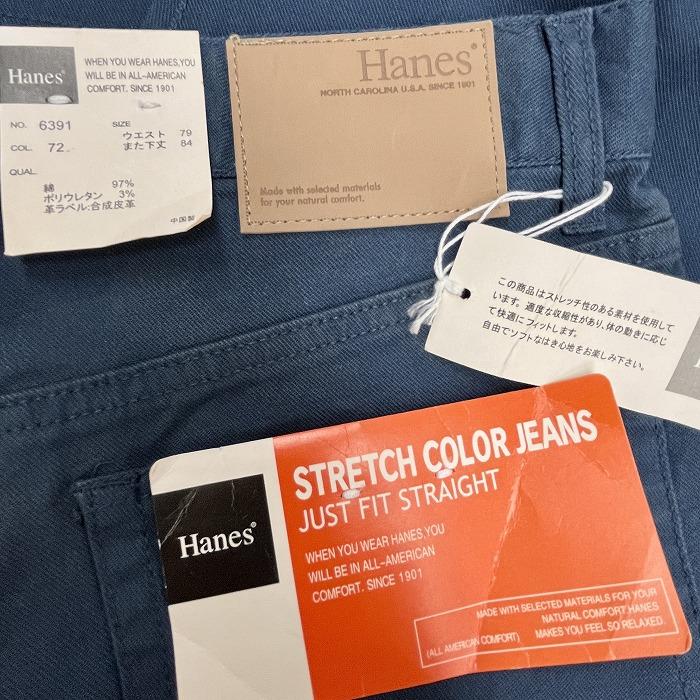 Hanes®
WHEN YOU WEAR HANES,YOU
WILL BE IN ALL-AMERICAN
COMFORT. SINCE 1901
NO. 6391 SIZE
COL. 72 ウエスト 79
また下丈 84
QUAL
綿 97%
ポリウレタン 3%
革ラベル:合成皮革
中国製
Hanes®
NORTH CAROLINA U.S.A. SINCE 1901
Made with selected materials
for your natural comfort.
この商品はストレッチ性のある素材を使用して
います。適度な収縮性があり、体の動きに応じ
て快適にフィットします。
自由でソフトなはき心地をお楽しみ下さい。
Hanes®
STRETCH COLOR JEANS
JUST FIT STRAIGHT
WHEN YOU WEAR HANES,YOU
WILL BE IN ALL-AMERICAN
COMFORT. SINCE 1901
MADE WITH SELECTED MATERIALS FOR YOUR
NATURAL COMFORT.HANES
(ALL AMERICAN COMFORT) MAKES YOU FEEL SO RELAXED.